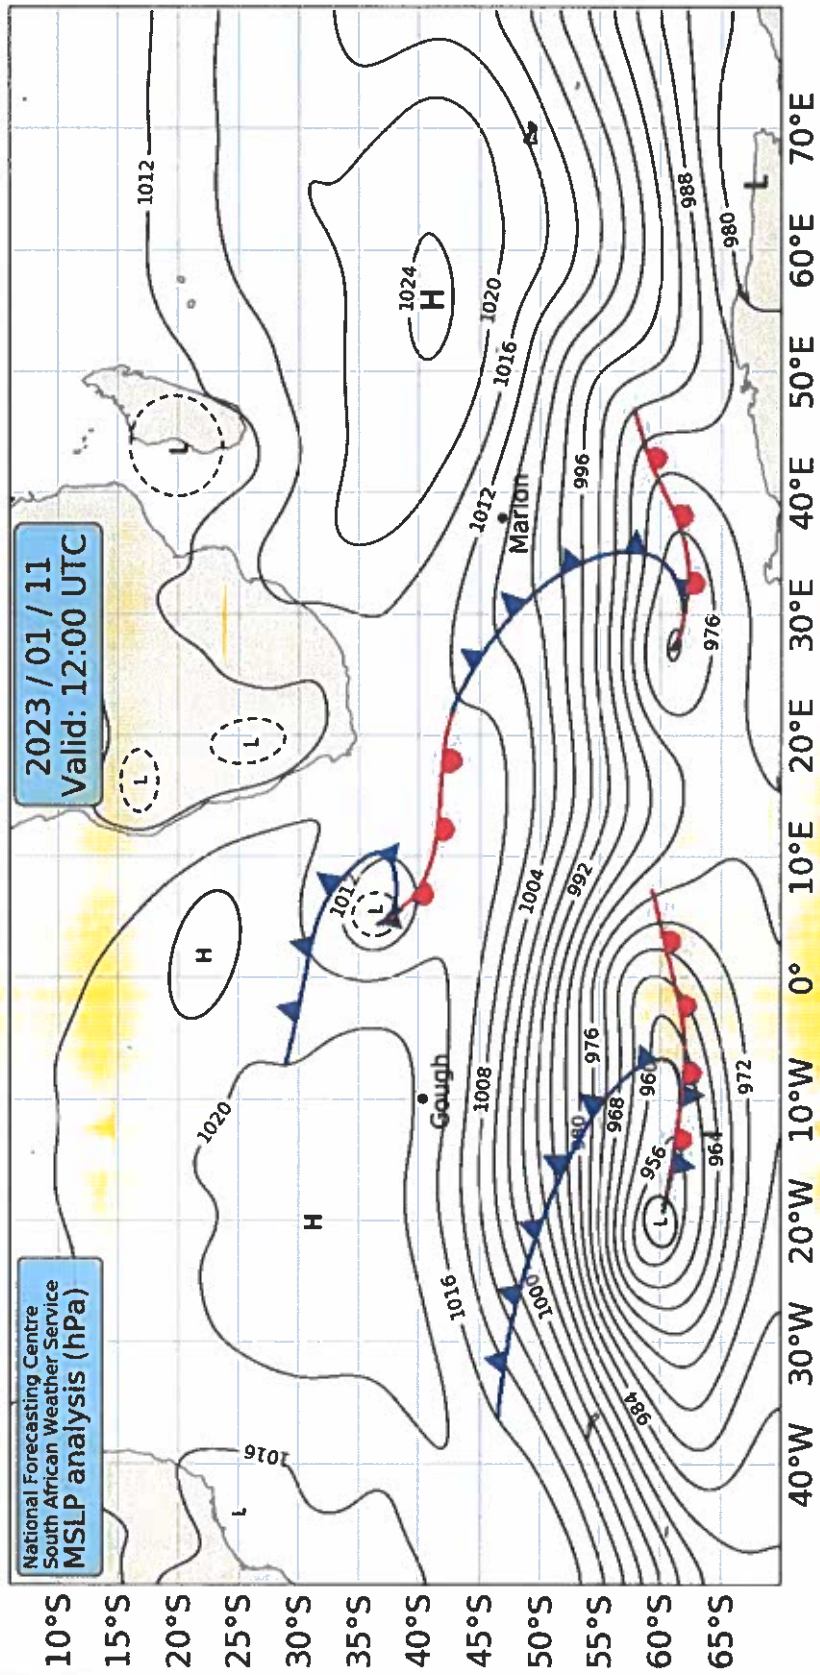 National Forecasting Centre
South African Weather Service
MSLP analysis (hPa)
2023 / 01 / 11
Valid: 12:00 UTC
10°S
15°S
20°S
25°S
30°S
35°S
40°S
45°S
50°S
55°S
60°S
65°S
40°W
30°W
20°W
10°W
0°
10°E
20°E
30°E
40°E
50°E
60°E
70°E
1016
L
1020
H
H
1012
L
L
L
L
1012
1024
H
1020
1016
1012
Marion
996
988
980
L
976
1004
992
Gough
1008
1016
1000
980
976
968
960
956
964
972
984
L